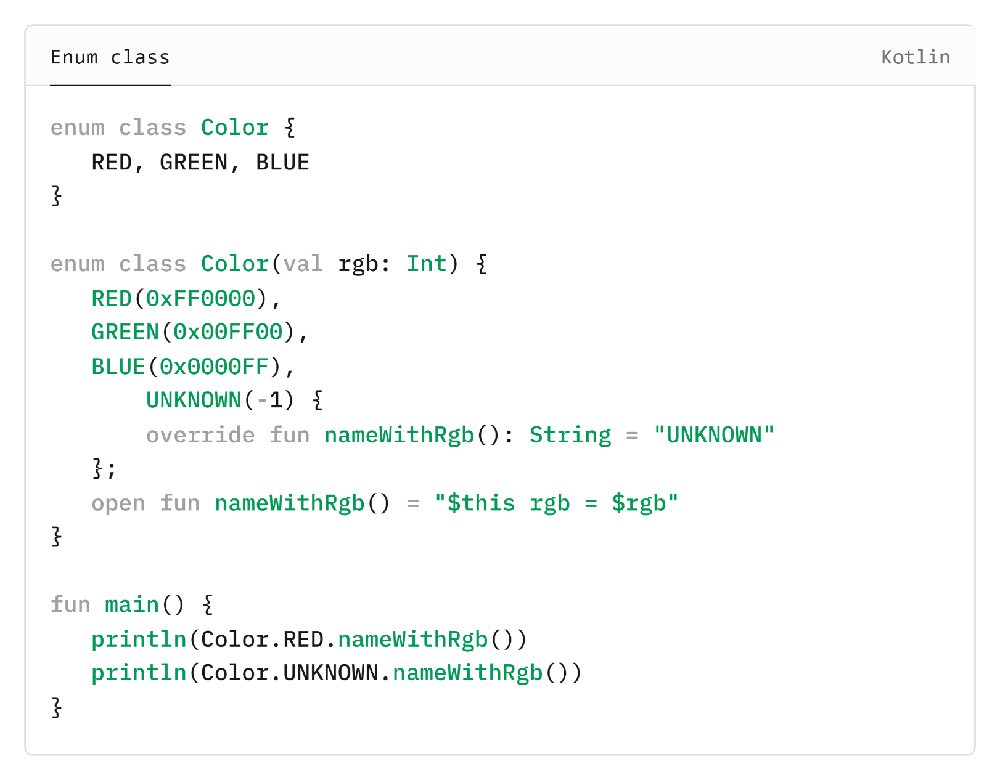 Enum class
Kotlin
enum class Color {
   RED, GREEN, BLUE
}
enum class Color(val rgb: Int) {
   RED(0xFF0000),
   GREEN(0x00FF00),
   BLUE(0x0000FF),
       UNKNOWN(-1) {
       override fun nameWithRgb(): String = "UNKNOWN"
   };
   open fun nameWithRgb() = "$this rgb = $rgb"
}
fun main() {
   println(Color.RED.nameWithRgb())
   println(Color.UNKNOWN.nameWithRgb())
}